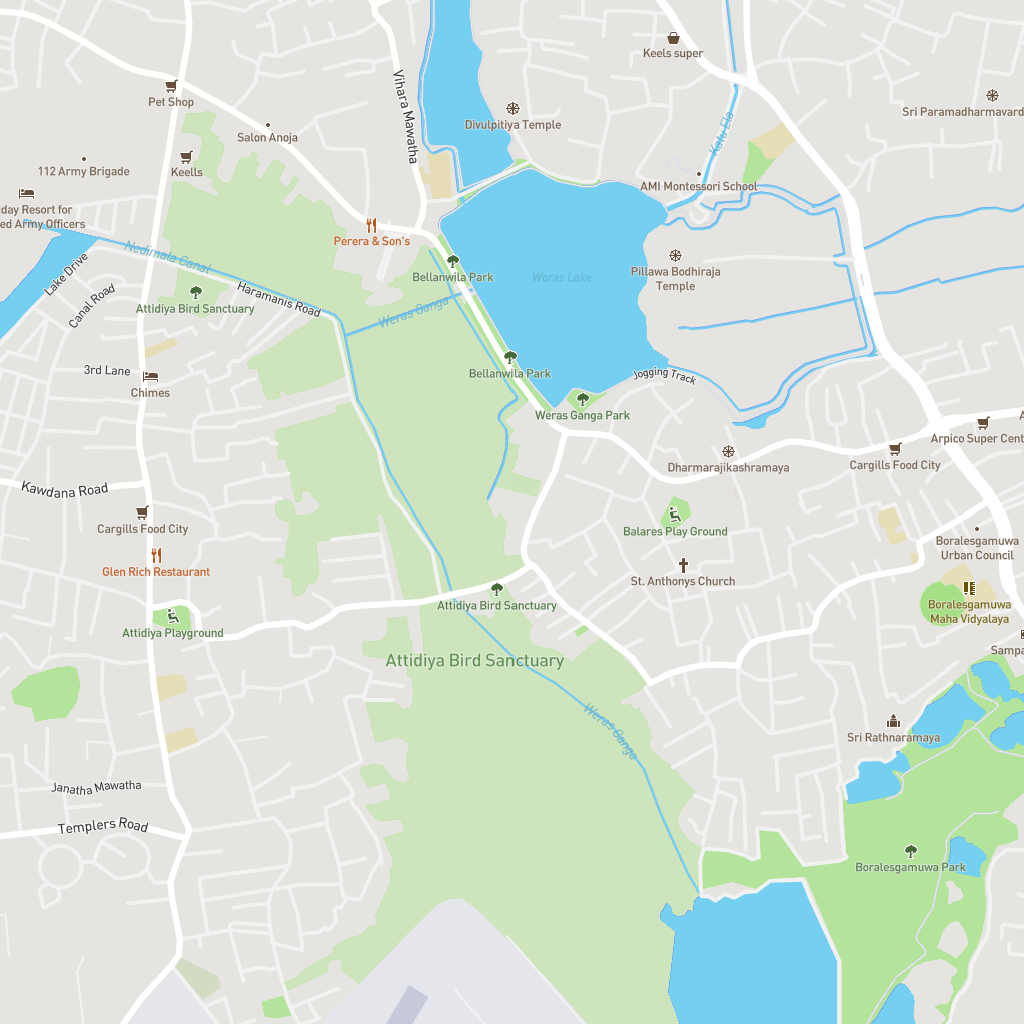 Keels super
Vihara Mawatha
Pet Shop
Sri Paramadharmavard
Divulpitiya Temple
Salon Anoja
Katu Ela
112 Army Brigade
Keells
AMI Montessori School
day Resort for
ed Army Officers
Perera & Son's
Nedimala Canal
Lake Drive
Bellanwila Park
Weras Lake
Pillawa Bodhiraja
Temple
Canal Road
Attidiya Bird Sanctuary
Haramanis Road
Weras Ganga
3rd Lane
Chimes
Bellanwila Park
Jogging Track
Weras Ganga Park
Arpico Super Cent
A
Dharmarajikashramaya
Cargills Food City
Kawdana Road
Cargills Food City
Balares Play Ground
Boralesgamuwa
Urban Council
Glen Rich Restaurant
St. Anthonys Church
Attidiya Bird Sanctuary
Boralesgamuwa
Maha Vidyalaya
Attidiya Playground
Sampa
Attidiya Bird Sanctuary
Weras Ganga
Sri Rathnaramaya
Janatha Mawatha
Templers Road
Boralesgamuwa Park